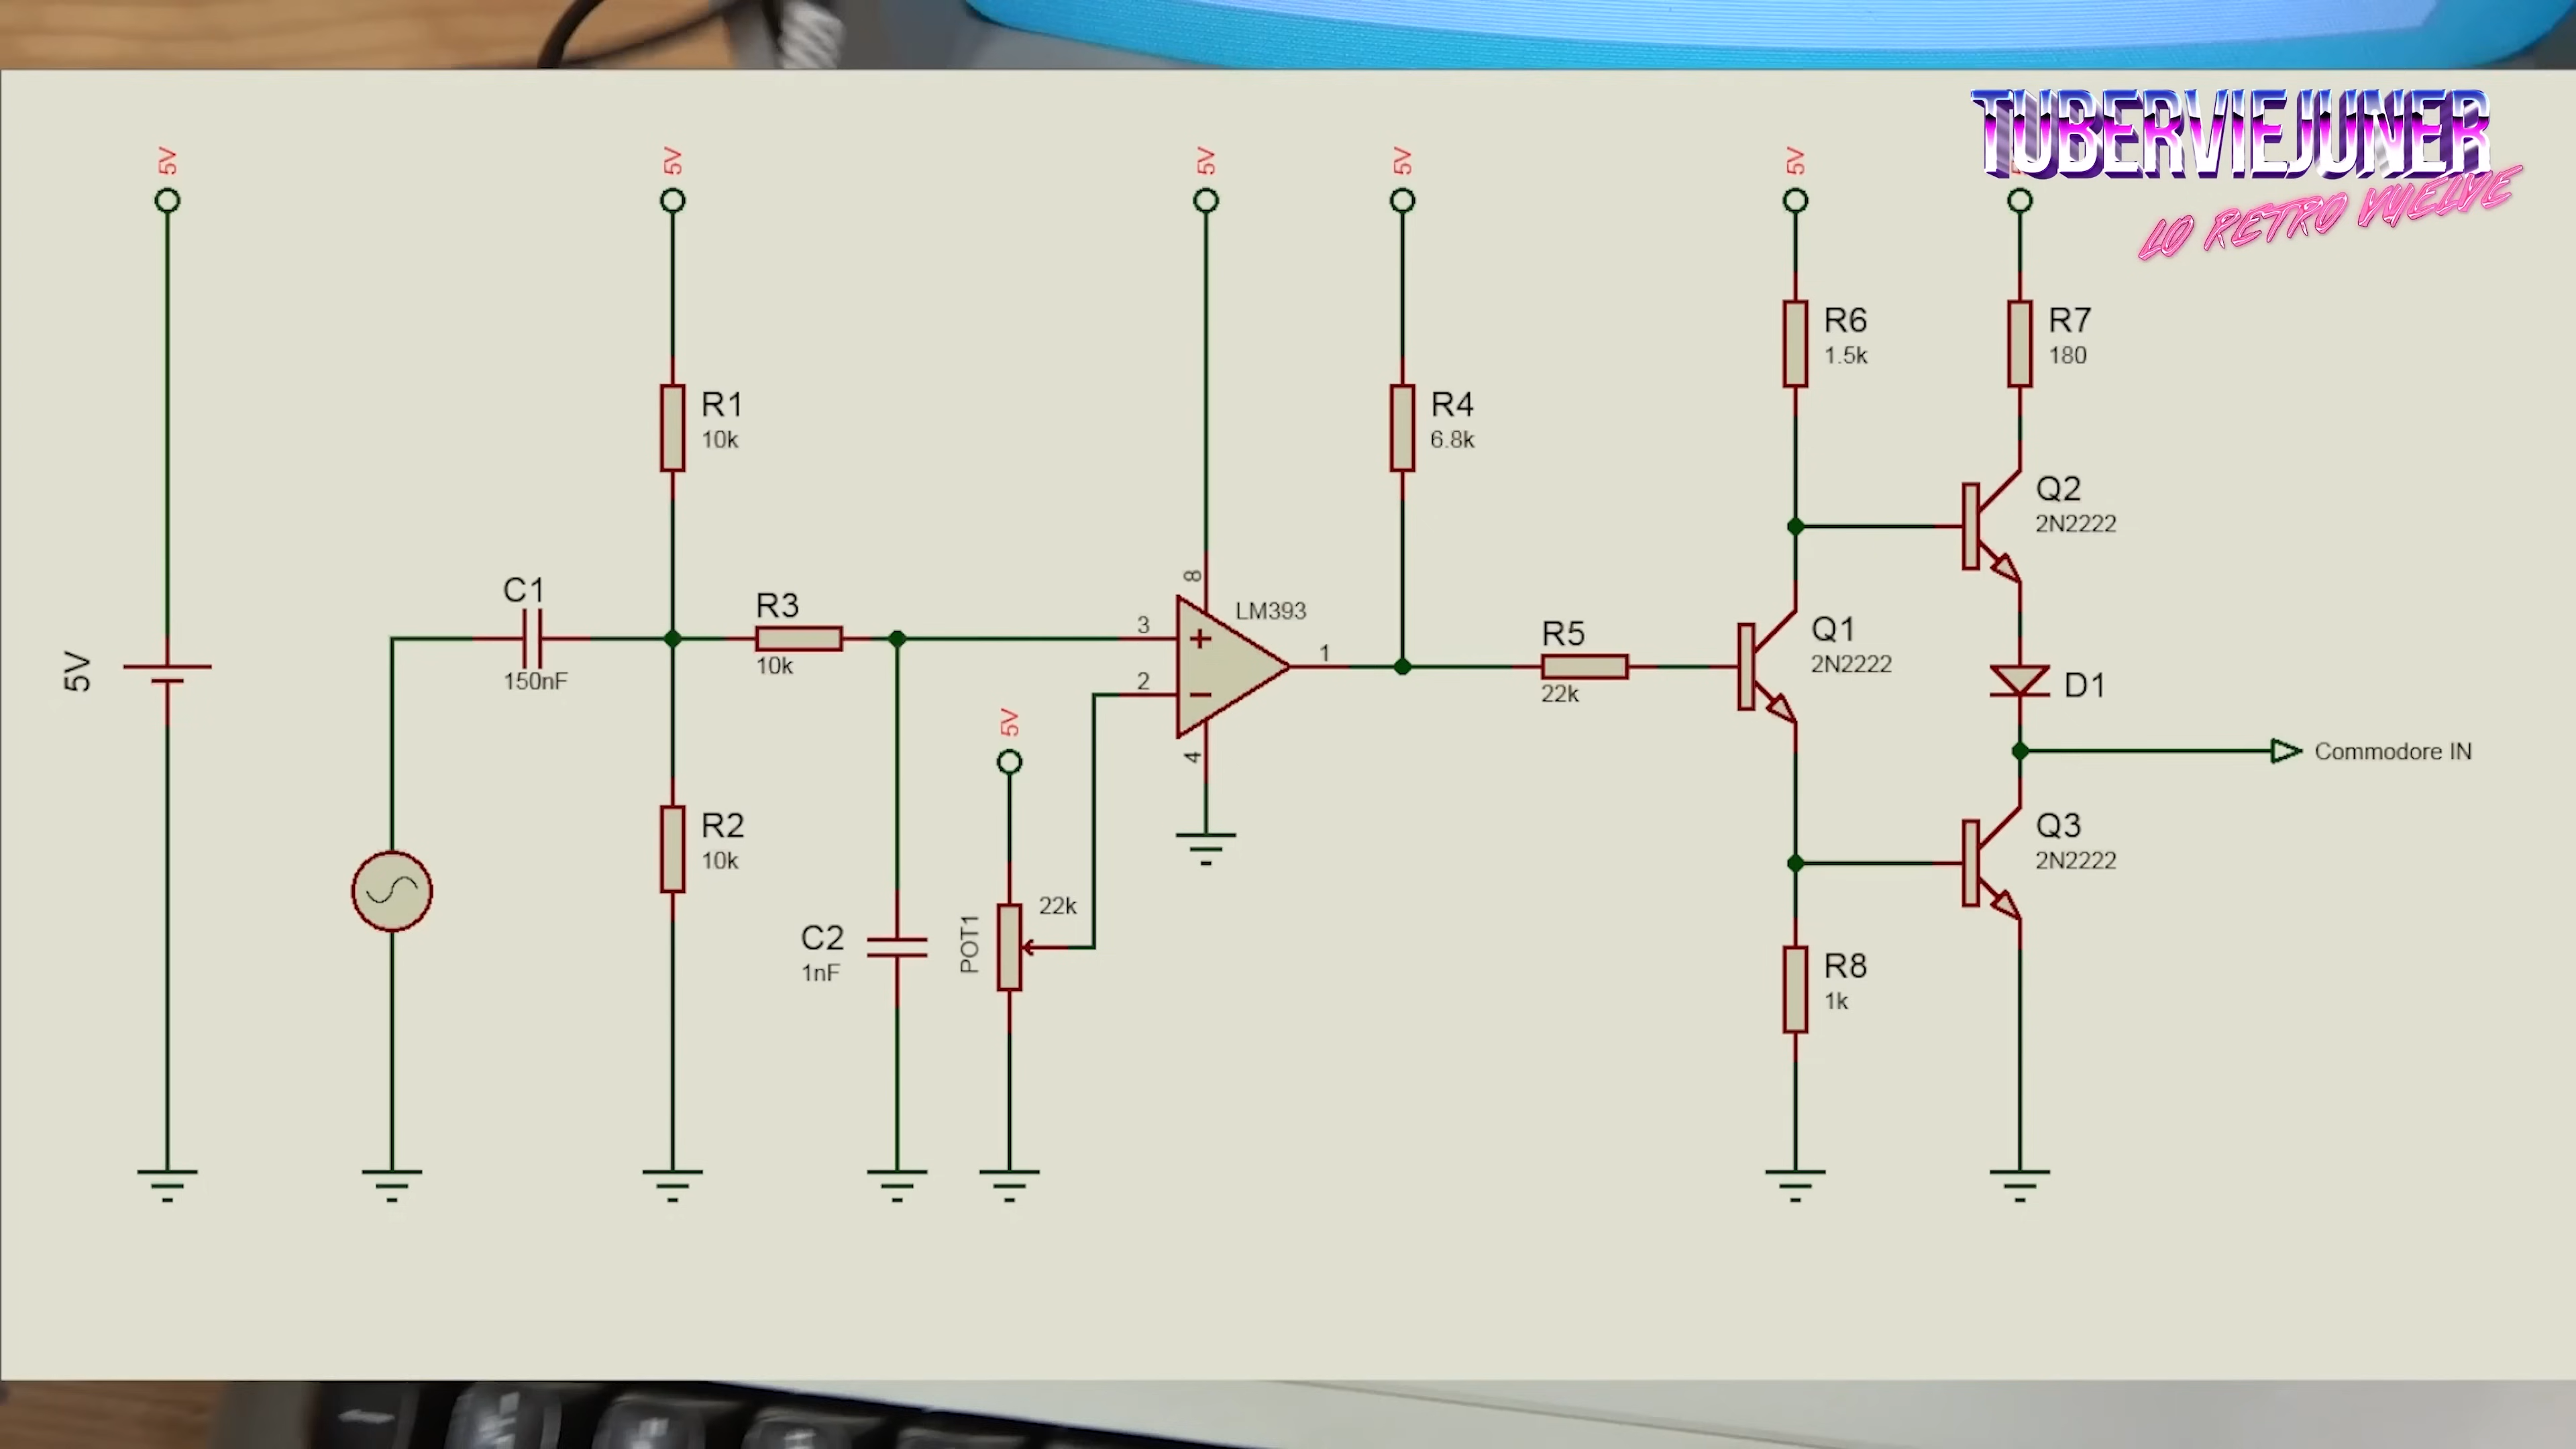 TUBERVIEJUNER
LO RETRO VUELVE
5V
5V
5V
5V
5V
R1
10k
R4
6.8k
R6
1.5k
R7
180
Q2
2N2222
C1
150nF
R3
10k
8
LM393
3
1
2
4
R5
22k
Q1
2N2222
5V
D1
Commodore IN
5V
R2
10k
C2
1nF
POT1
22k
Q3
2N2222
R8
1k